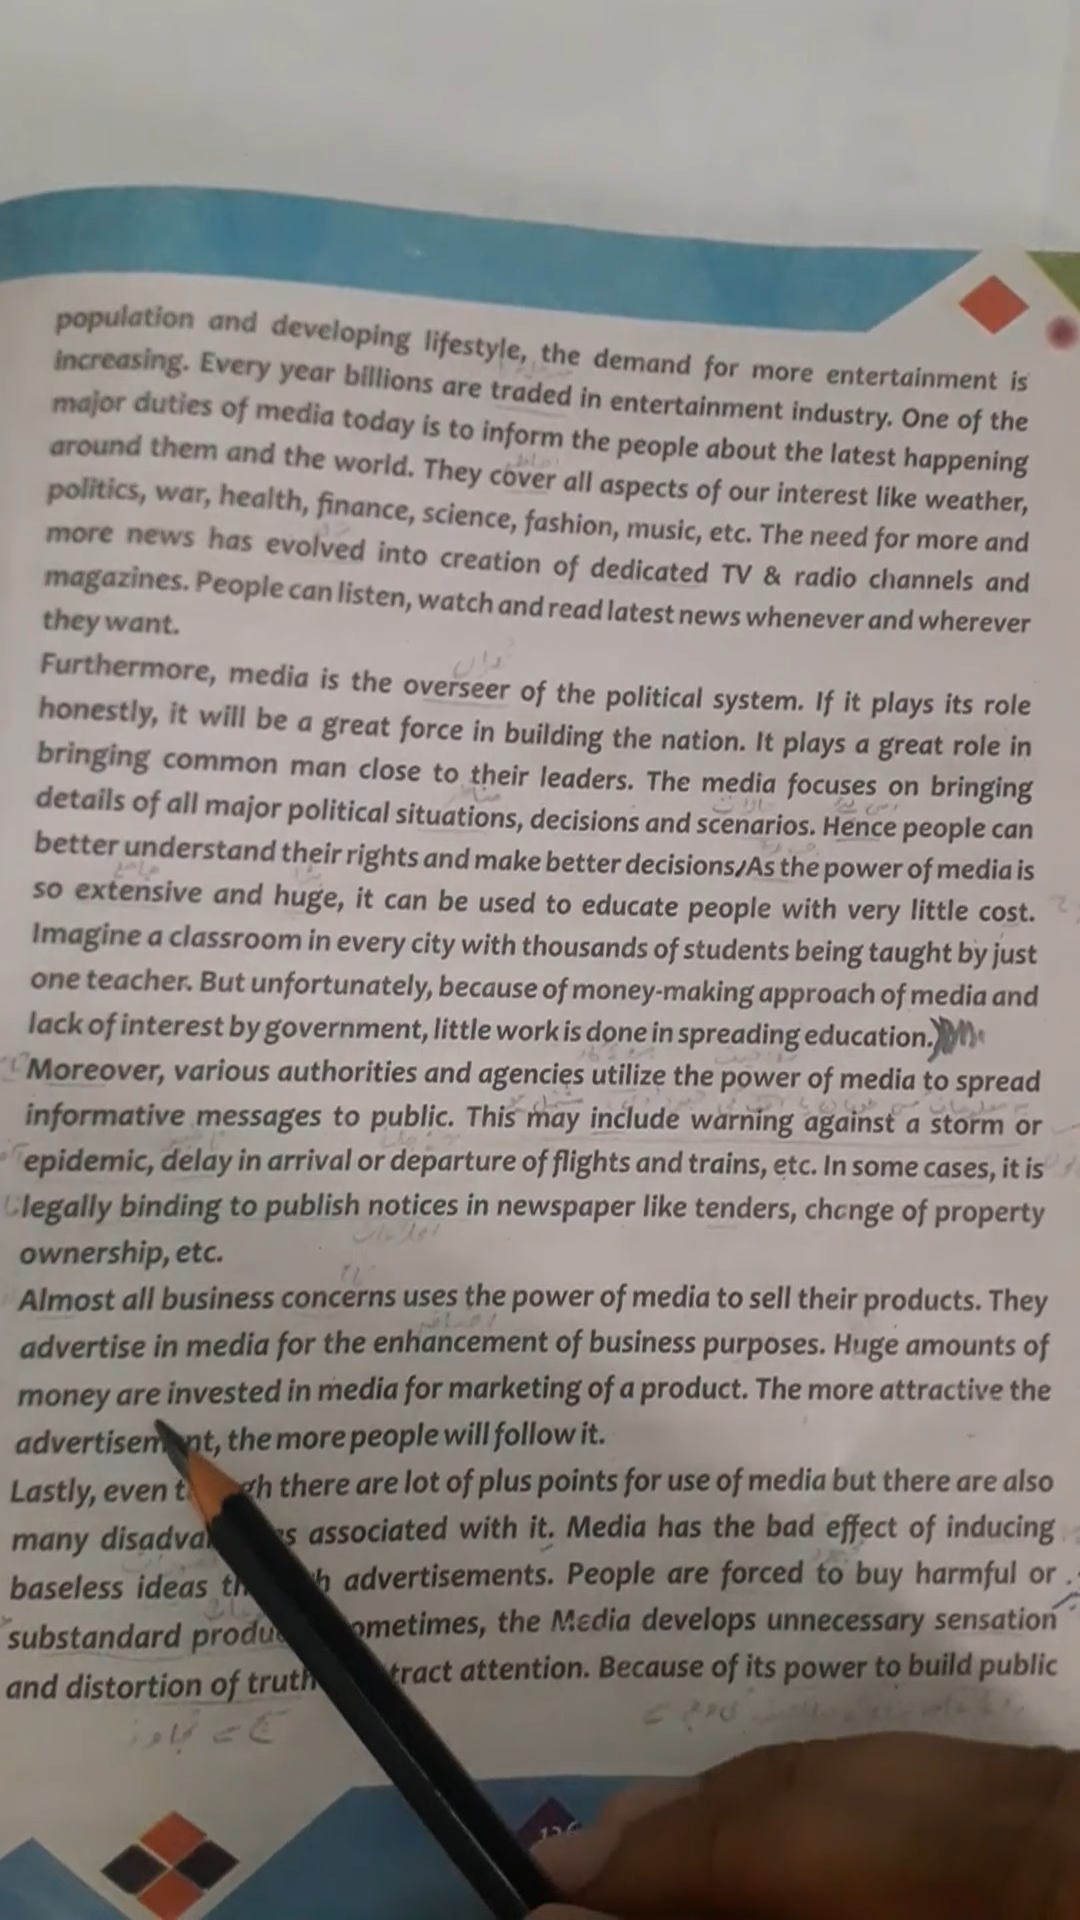 population and developing lifestyle, the demand for more entertainment is
increasing. Every year billions are traded in entertainment industry. One of the
major duties of media today is to inform the people about the latest happening
around them and the world. They cover all aspects of our interest like weather,
politics, war, health, finance, science, fashion, music, etc. The need for more and
more news has evolved into creation of dedicated TV & radio channels and
magazines. People can listen, watch and read latest news whenever and wherever
they want.
Furthermore, media is the overseer of the political system. If it plays its role
honestly, it will be a great force in building the nation. It plays a great role in
bringing common man close to their leaders. The media focuses on bringing
details of all major political situations, decisions and scenarios. Hence people can
better understand their rights and make better decisions As the power of media is
so extensive and huge, it can be used to educate people with very little cost.
Imagine a classroom in every city with thousands of students being taught by just
one teacher. But unfortunately, because of money-making approach of media and
lack of interest by government, little work is done in spreading education.
Moreover, various authorities and agencies utilize the power of media to spread
informative messages to public. This may include warning against a storm or
epidemic, delay in arrival or departure of flights and trains, etc. In some cases, it is
legally binding to publish notices in newspaper like tenders, change of property
ownership, etc.
Almost all business concerns uses the power of media to sell their products. They
advertise in media for the enhancement of business purposes. Huge amounts of
money are invested in media for marketing of a product. The more attractive the
advertisement, the more people will follow it.
Lastly, even there are lot of plus points for use of media but there are also
many associated with it. Media has the bad effect of inducing
baseless ideas advertisements. People are forced to buy harmful or
substandard the Media develops unnecessary sensation
and distortion of attention. Because of its power to build public